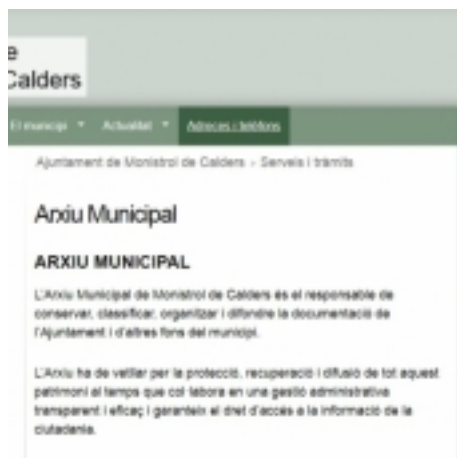 e
Calders
El municipi Actualitat Adreces i telèfons
Ajuntament de Monistrol de Calders › Serveis i tràmits
Arxiu Municipal
ARXIU MUNICIPAL
L'Arxiu Municipal de Monistrol de Calders és el responsable de
conservar, classificar, organitzar i difondre la documentació de
l'Ajuntament i d'altres fons del municipi.
L'Arxiu ha de vetllar per la protecció, recuperació i difusió de tot aquest
patrimoni al temps que col·labora en una gestió administrativa
transparent i eficaç i garanteix el dret d'accés a la informació de la
ciutadania.